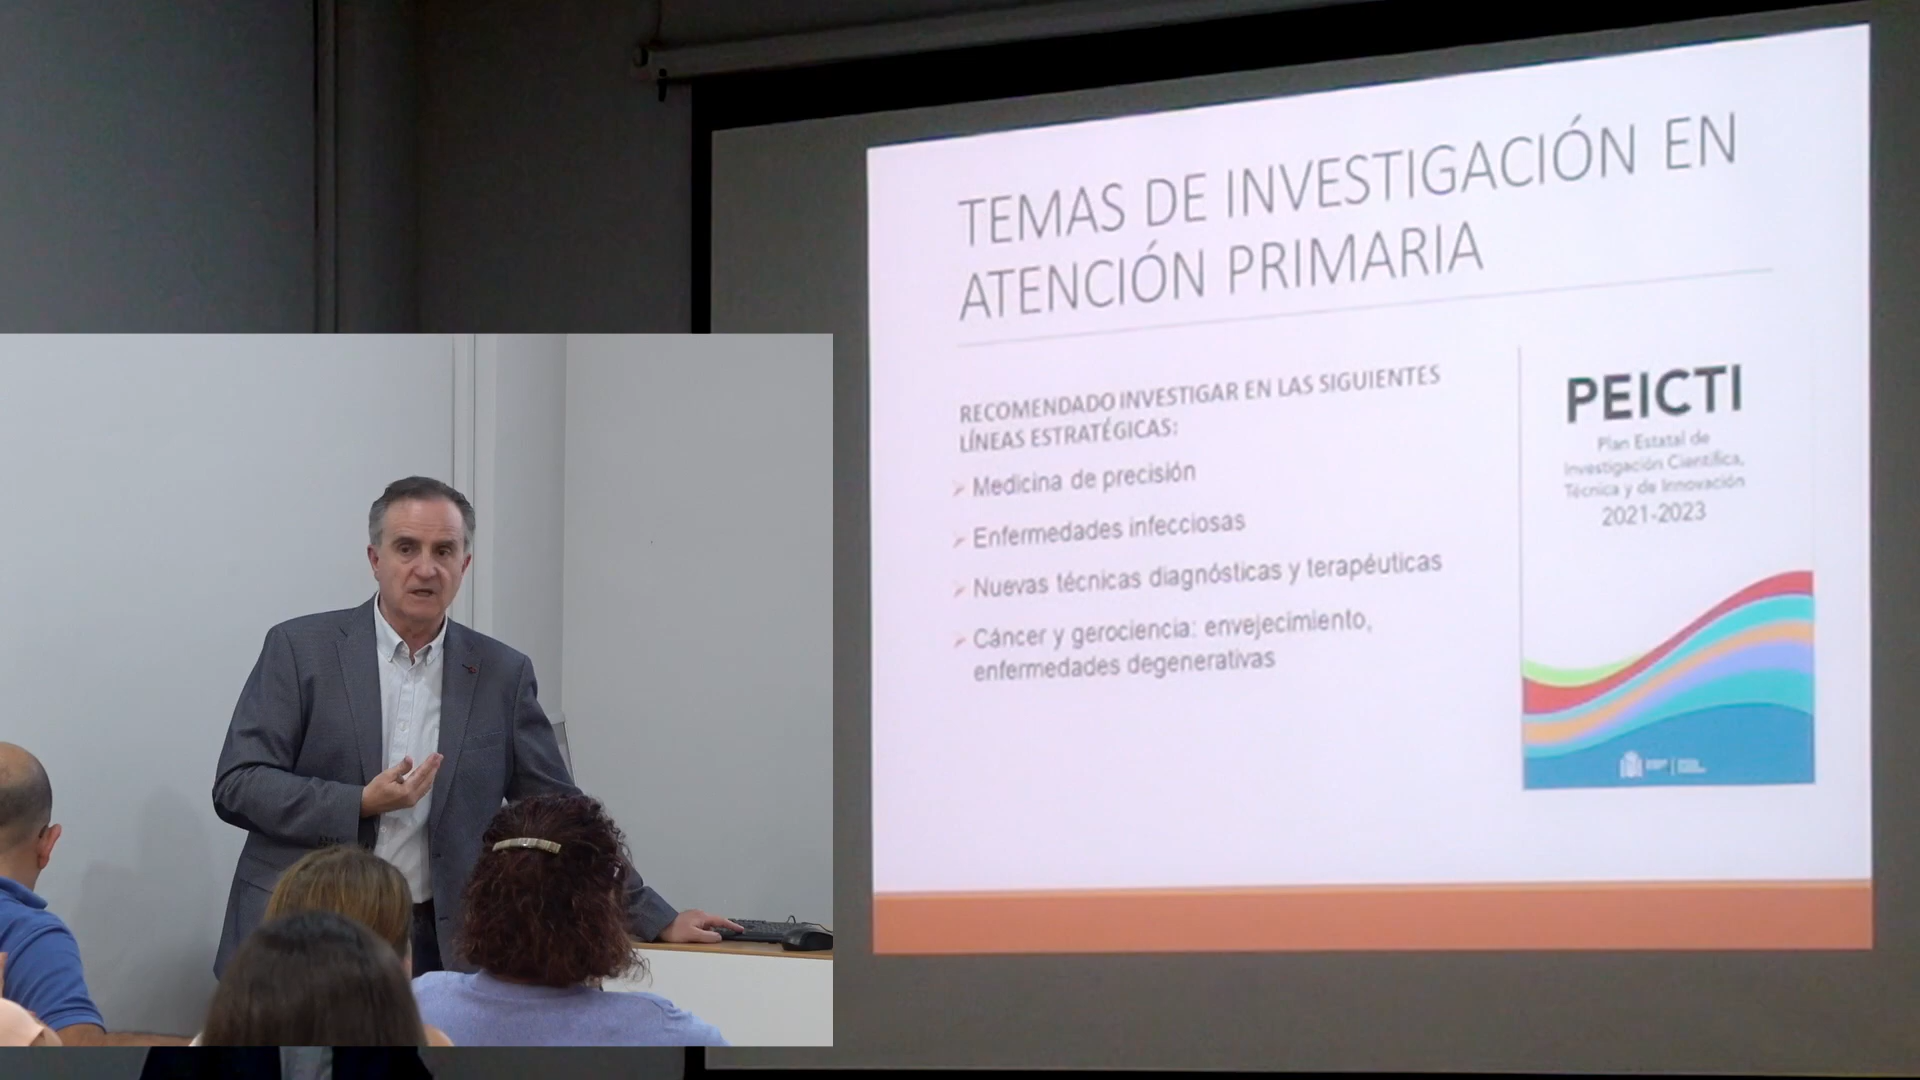 TEMAS DE INVESTIGACIÓN EN
ATENCIÓN PRIMARIA
RECOMENDADO INVESTIGAR EN LAS SIGUIENTES
LÍNEAS ESTRATÉGICAS:
Medicina de precisión
Enfermedades infecciosas
Nuevas técnicas diagnósticas y terapéuticas
Cáncer y gerociencia: envejecimiento,
enfermedades degenerativas
PEICTI
Plan Estatal de
Investigación Científica,
Técnica y de Innovación
2021-2023